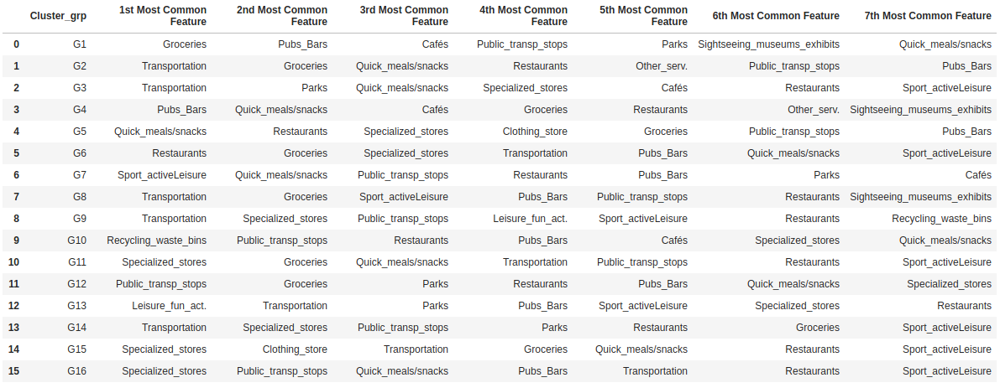 Cluster_grp 1st Most Common Feature 2nd Most Common Feature 3rd Most Common Feature 4th Most Common Feature 5th Most Common Feature 6th Most Common Feature 7th Most Common Feature
0 G1 Groceries Pubs_Bars Cafés Public_transp_stops Parks Sightseeing_museums_exhibits Quick_meals/snacks
1 G2 Transportation Groceries Quick_meals/snacks Restaurants Other_serv. Public_transp_stops Pubs_Bars
2 G3 Transportation Parks Quick_meals/snacks Specialized_stores Cafés Restaurants Sport_activeLeisure
3 G4 Pubs_Bars Quick_meals/snacks Cafés Groceries Restaurants Other_serv. Sightseeing_museums_exhibits
4 G5 Quick_meals/snacks Restaurants Specialized_stores Clothing_store Groceries Public_transp_stops Pubs_Bars
5 G6 Restaurants Groceries Specialized_stores Transportation Pubs_Bars Quick_meals/snacks Sport_activeLeisure
6 G7 Sport_activeLeisure Quick_meals/snacks Public_transp_stops Restaurants Pubs_Bars Parks Cafés
7 G8 Transportation Groceries Sport_activeLeisure Pubs_Bars Public_transp_stops Restaurants Sightseeing_museums_exhibits
8 G9 Transportation Specialized_stores Public_transp_stops Leisure_fun_act. Sport_activeLeisure Restaurants Recycling_waste_bins
9 G10 Recycling_waste_bins Public_transp_stops Restaurants Pubs_Bars Cafés Specialized_stores Quick_meals/snacks
10 G11 Specialized_stores Groceries Quick_meals/snacks Transportation Public_transp_stops Restaurants Sport_activeLeisure
11 G12 Public_transp_stops Groceries Parks Restaurants Pubs_Bars Quick_meals/snacks Specialized_stores
12 G13 Leisure_fun_act. Transportation Parks Pubs_Bars Sport_activeLeisure Specialized_stores Restaurants
13 G14 Transportation Specialized_stores Public_transp_stops Parks Restaurants Groceries Sport_activeLeisure
14 G15 Specialized_stores Clothing_store Transportation Groceries Quick_meals/snacks Restaurants Sport_activeLeisure
15 G16 Specialized_stores Public_transp_stops Quick_meals/snacks Pubs_Bars Transportation Restaurants Sport_activeLeisure